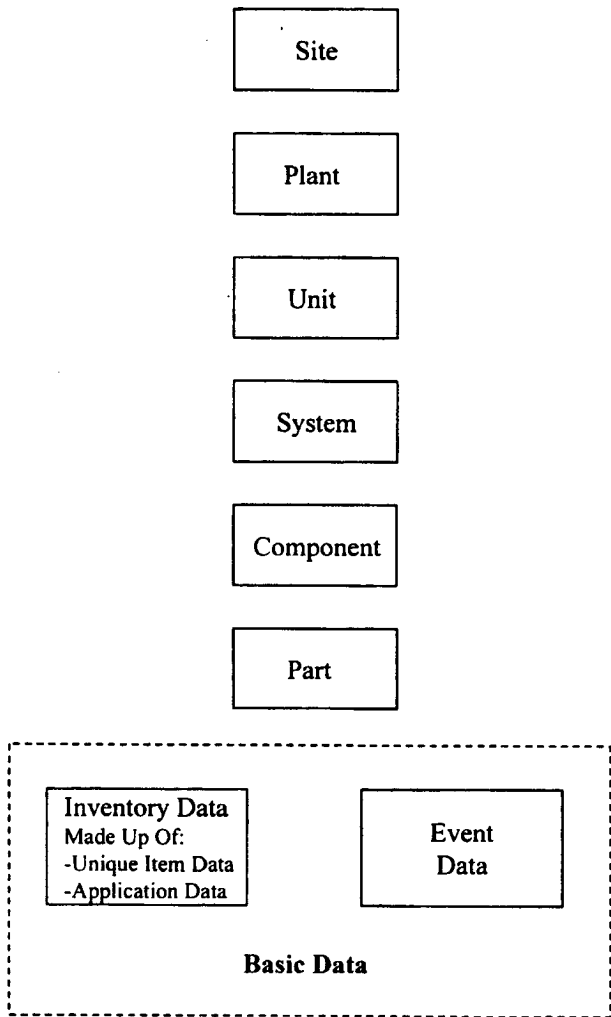 Site
Plant
Unit
System
Component
Part
Inventory Data
Made Up Of:
-Unique Item Data
-Application Data
Event
Data
Basic Data